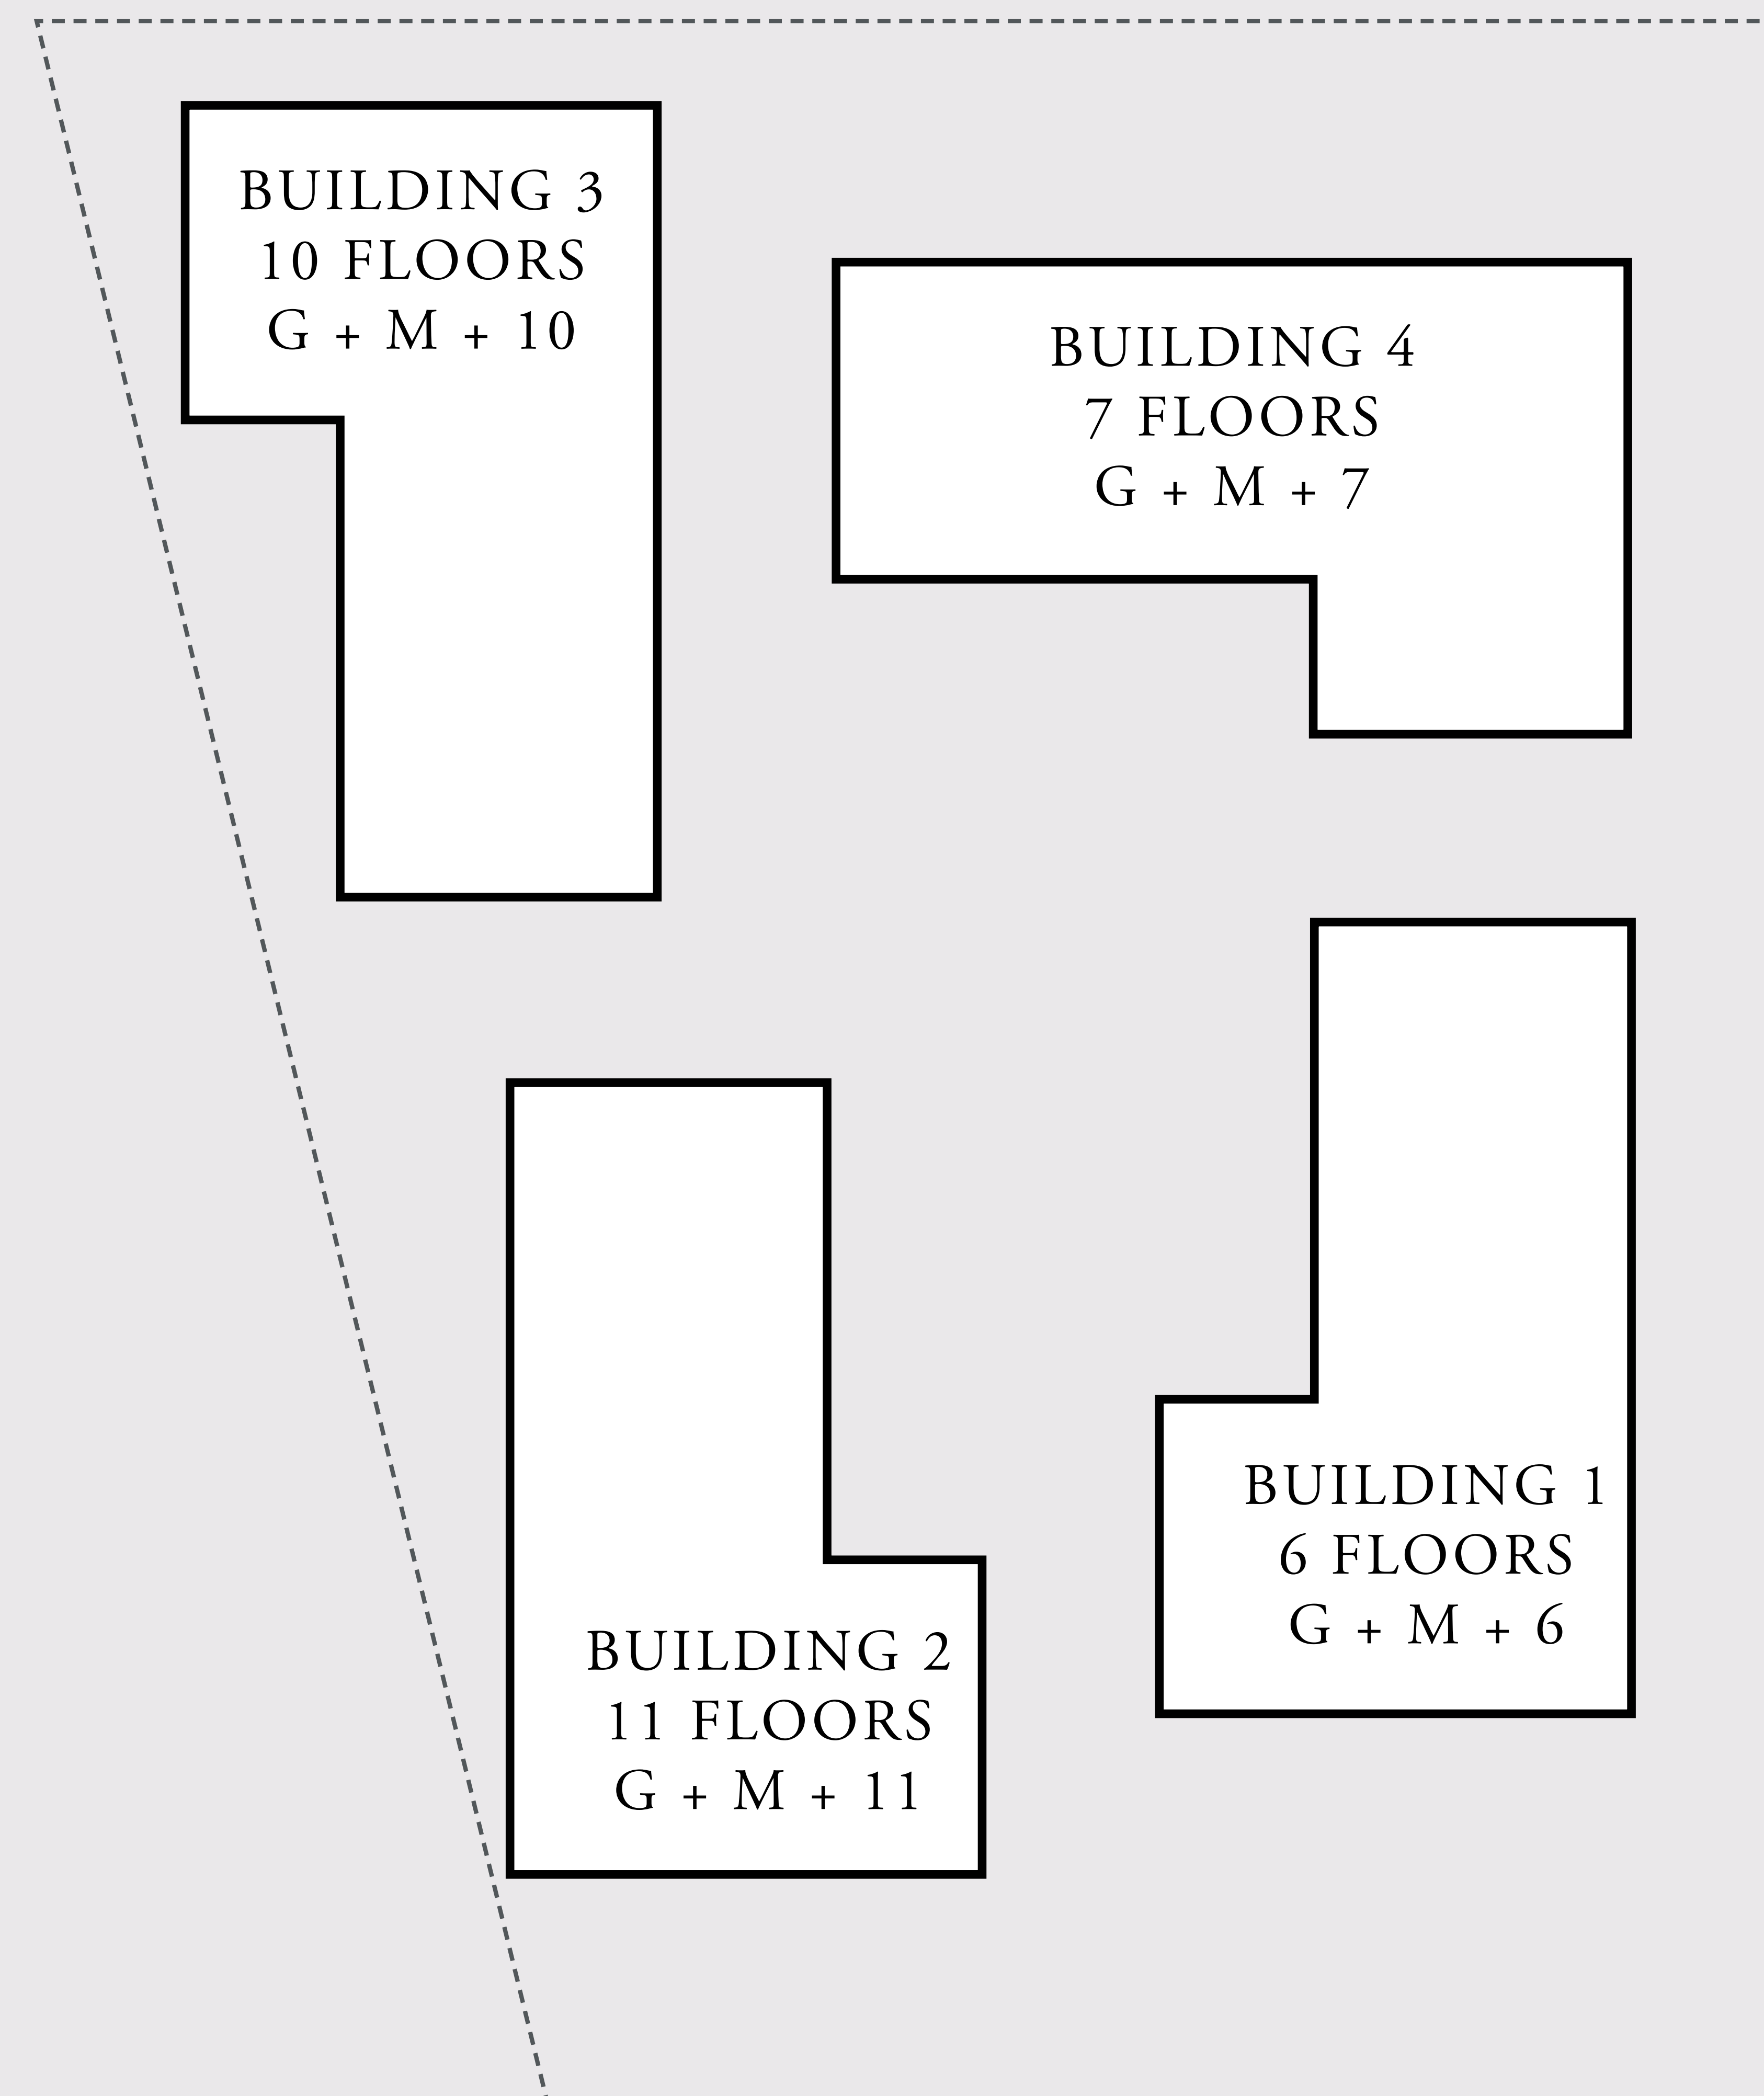 BUILDING 3
10 FLOORS
G + M + 10
BUILDING 4
7 FLOORS
G + M + 7
BUILDING 1
6 FLOORS
G + M + 6
BUILDING 2
11 FLOORS
G + M + 11